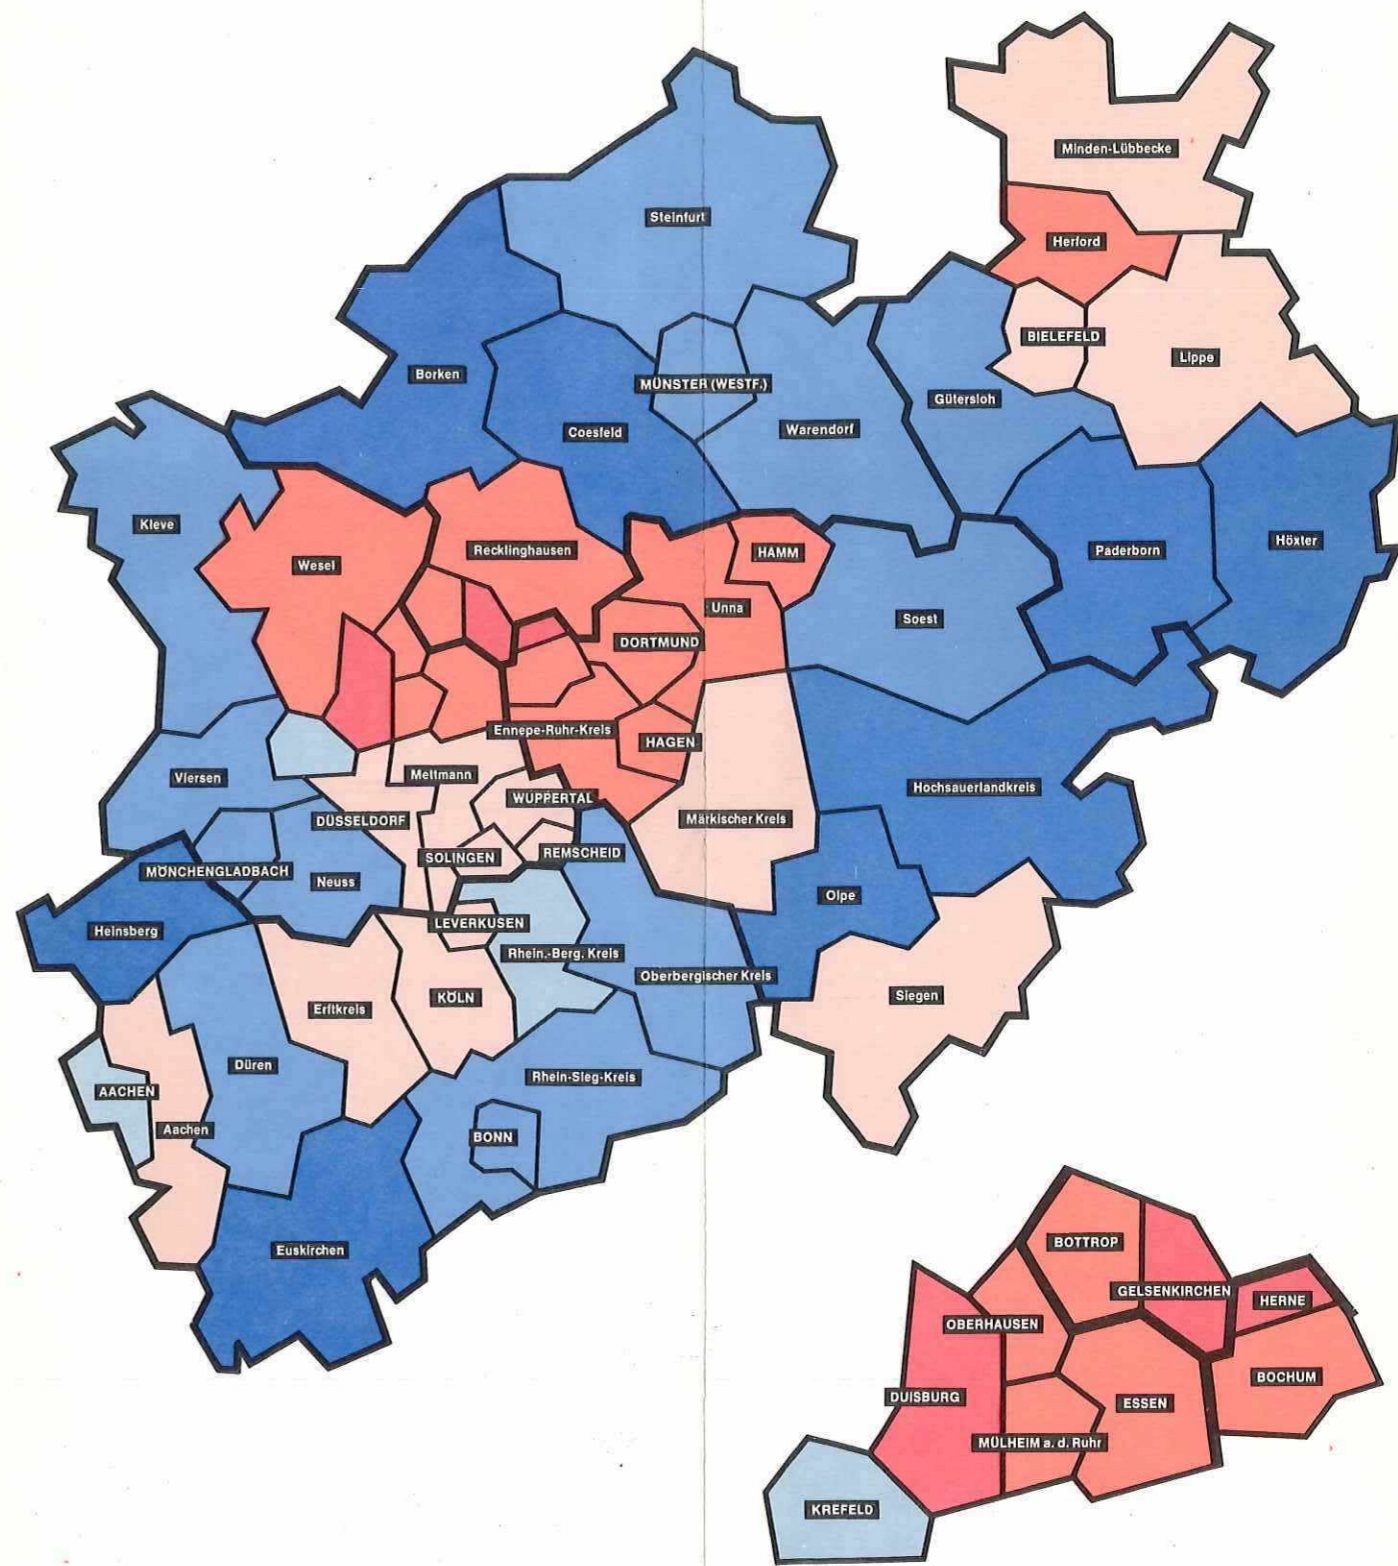 Minden-Lübbecke
Steinfurt
Herford
BIELEFELD
Lippe
Borken
MÜNSTER (WESTF.)
Gütersloh
Coesfeld
Warendorf
Kleve
Wesel
Recklinghausen
HAMM
Paderborn
Höxter
Unna
Soest
DORTMUND
Ennepe-Ruhr-Kreis
HAGEN
Viersen
Mettmann
WUPPERTAL
Hochsauerlandkreis
DÜSSELDORF
Märkischer Kreis
SOLINGEN
REMSCHEID
MÖNCHENGLADBACH
Neuss
Olpe
Heinsberg
LEVERKUSEN
Rhein.-Berg. Kreis
Oberbergischer Kreis
Erftkreis
KÖLN
Siegen
Düren
Rhein-Sieg-Kreis
AACHEN
Aachen
BONN
Euskirchen
BOTTROP
GELSENKIRCHEN
HERNE
OBERHAUSEN
BOCHUM
DUISBURG
ESSEN
MÜLHEIM a. d. Ruhr
KREFELD